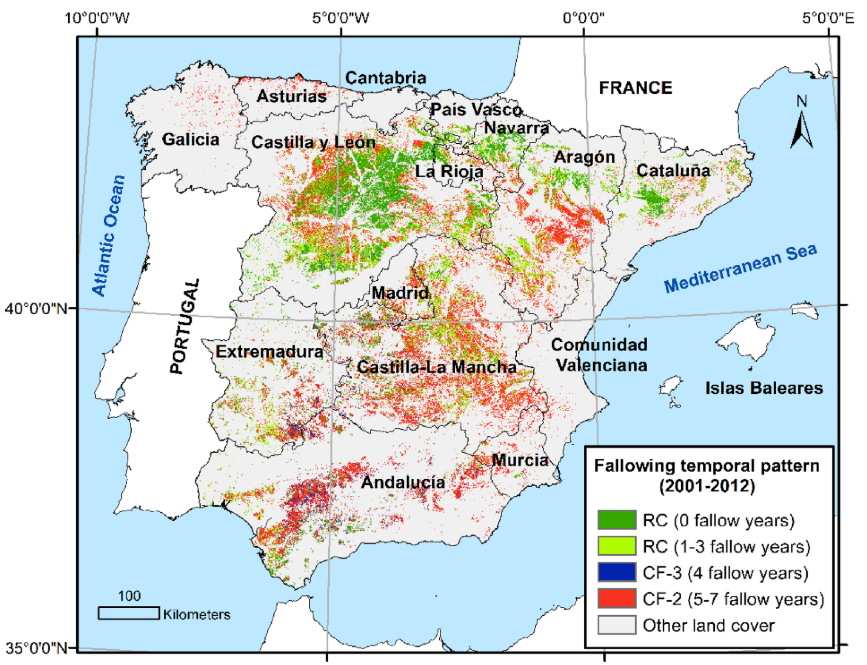 10°0'0"W 5°0'0"W 0°0'0" 5°0'0"E
Cantabria
FRANCE
Asturias
País Vasco
N
Galicia
Castilla y León
Navarra
Aragón
La Rioja
Cataluña
Atlantic Ocean
Mediterranean Sea
Madrid
40°0'0"N
PORTUGAL
Extremadura
Comunidad
Valenciana
Castilla-La Mancha
Islas Baleares
Murcia
Andalucía
Fallowing temporal pattern
(2001-2012)
RC (0 fallow years)
RC (1-3 fallow years)
CF-3 (4 fallow years)
CF-2 (5-7 fallow years)
Other land cover
100
Kilometers
35°0'0"N